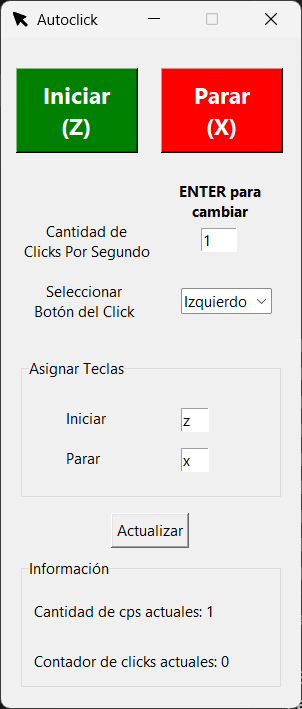 Autoclick
Iniciar
(Z)
Parar
(X)
ENTER para
cambiar
Cantidad de
Clicks Por Segundo
1
Seleccionar
Botón del Click
Izquierdo
Asignar Teclas
Iniciar
z
Parar
x
Actualizar
Información
Cantidad de cps actuales: 1
Contador de clicks actuales: 0